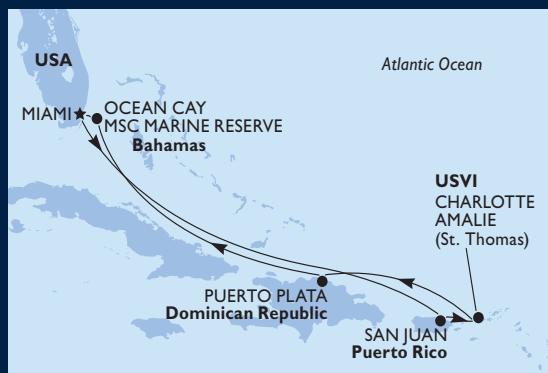 USA
Atlantic Ocean
MIAMI
OCEAN CAY
MSC MARINE RESERVE
Bahamas
USVI
CHARLOTTE
AMALIE
(St. Thomas)
PUERTO PLATA
Dominican Republic
SAN JUAN
Puerto Rico